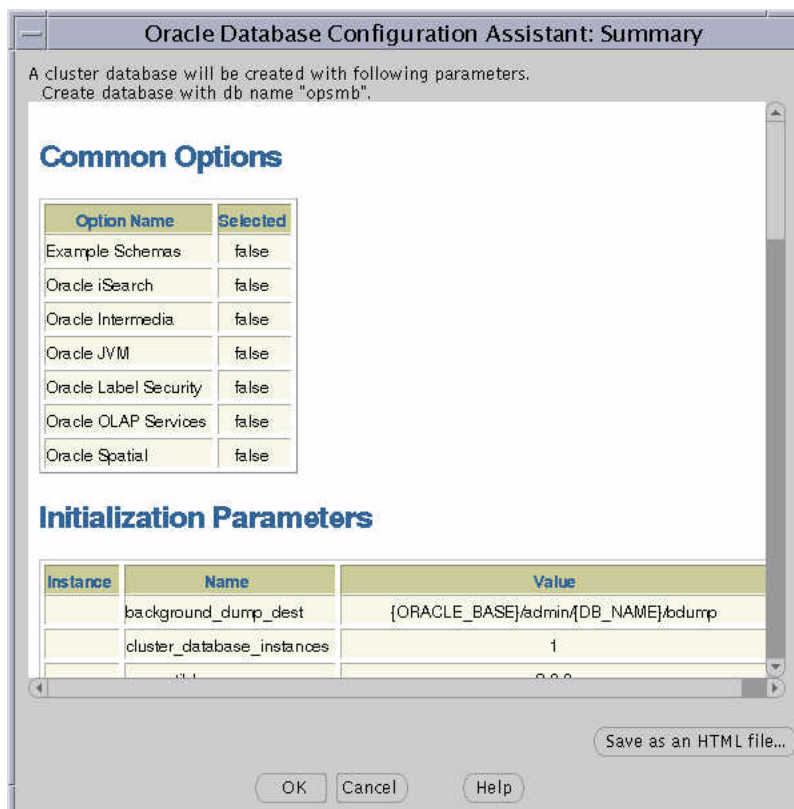 Oracle Database Configuration Assistant: Summary
A cluster database will be created with following parameters.
Create database with db name "opsmb".
Common Options
Option Name Selected
Example Schemas false
Oracle iSearch false
Oracle Intermedia false
Oracle JVM false
Oracle Label Security false
Oracle OLAP Services false
Oracle Spatial false
Initialization Parameters
Instance Name Value
background_dump_dest {ORACLE_BASE}/admin/{DB_NAME}/bdump
cluster_database_instances 1
Save as an HTML file...
OK Cancel Help